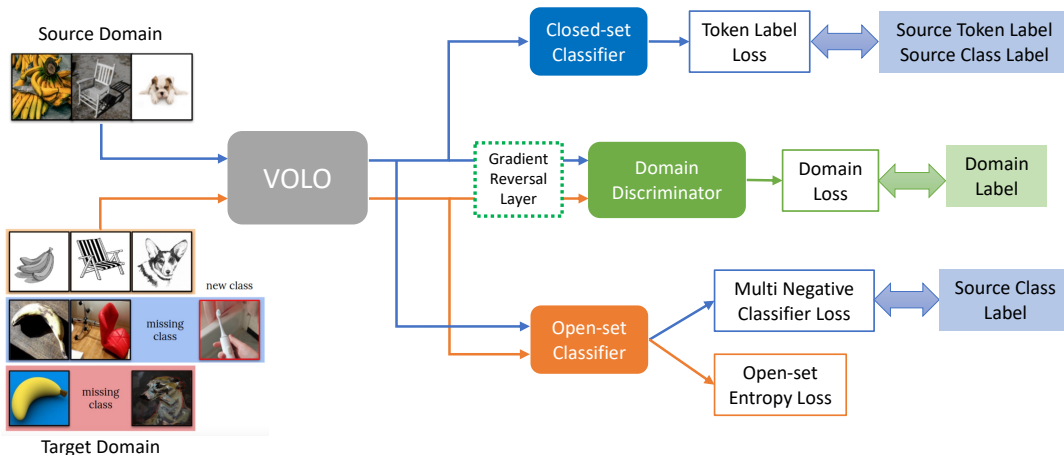 Source Domain
VOLO
new class
missing
class
missing
class
Target Domain
Closed-set
Classifier
Token Label
Loss
Source Token Label
Source Class Label
Gradient
Reversal
Layer
Domain
Discriminator
Domain
Loss
Domain
Label
Open-set
Classifier
Multi Negative
Classifier Loss
Source Class
Label
Open-set
Entropy Loss